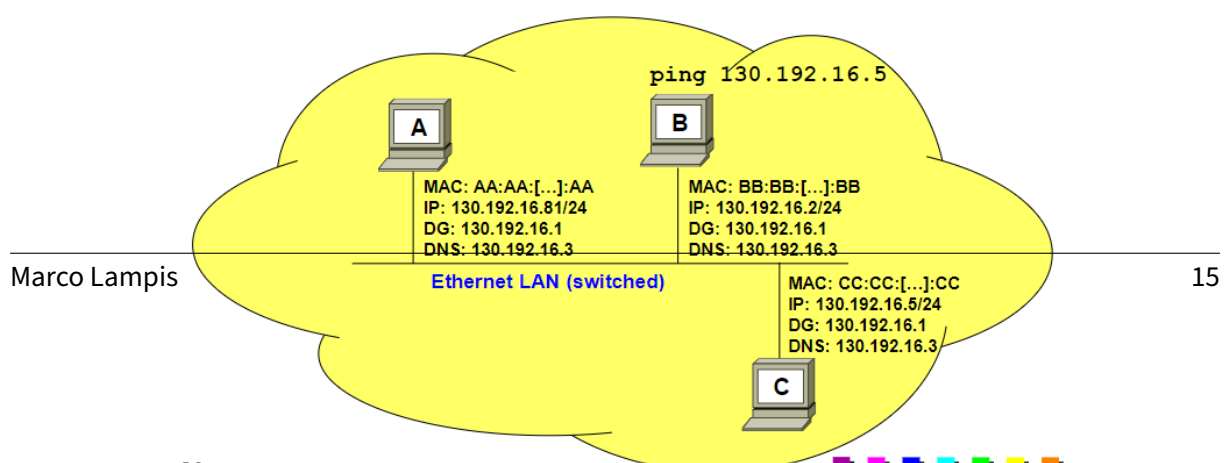 ping 130.192.16.5
A
B
MAC: AA:AA:[...]:AA
IP: 130.192.16.81/24
DG: 130.192.16.1
DNS: 130.192.16.3
MAC: BB:BB:[...]:BB
IP: 130.192.16.2/24
DG: 130.192.16.1
DNS: 130.192.16.3
Marco Lampis
15
Ethernet LAN (switched)
MAC: CC:CC:[...]:CC
IP: 130.192.16.5/24
DG: 130.192.16.1
DNS: 130.192.16.3
C